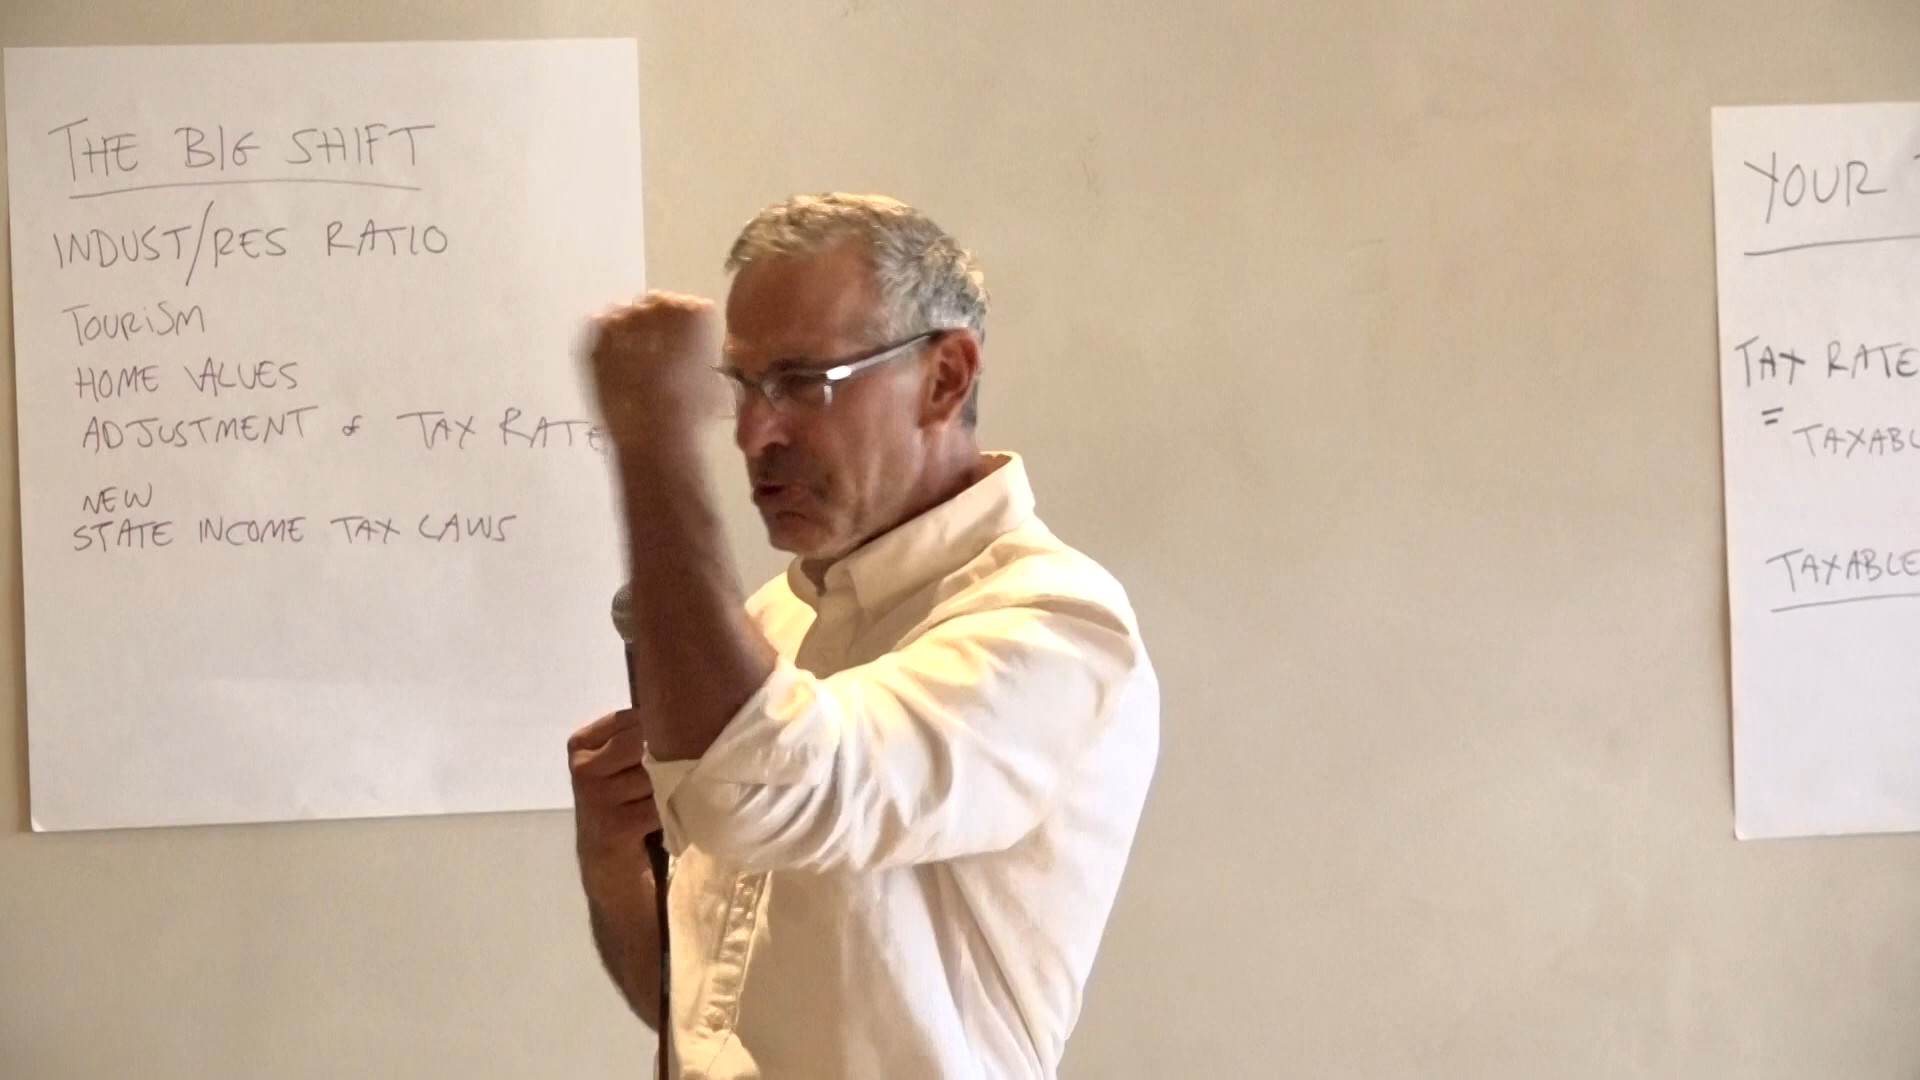 THE BIG SHIFT
INDUST/RES RATIO
TOURISM
HOME VALUES
ADJUSTMENT of TAX RATE
NEW
STATE INCOME TAX LAWS
YOUR
TAX RATE
=
TAXABL
TAXABLE